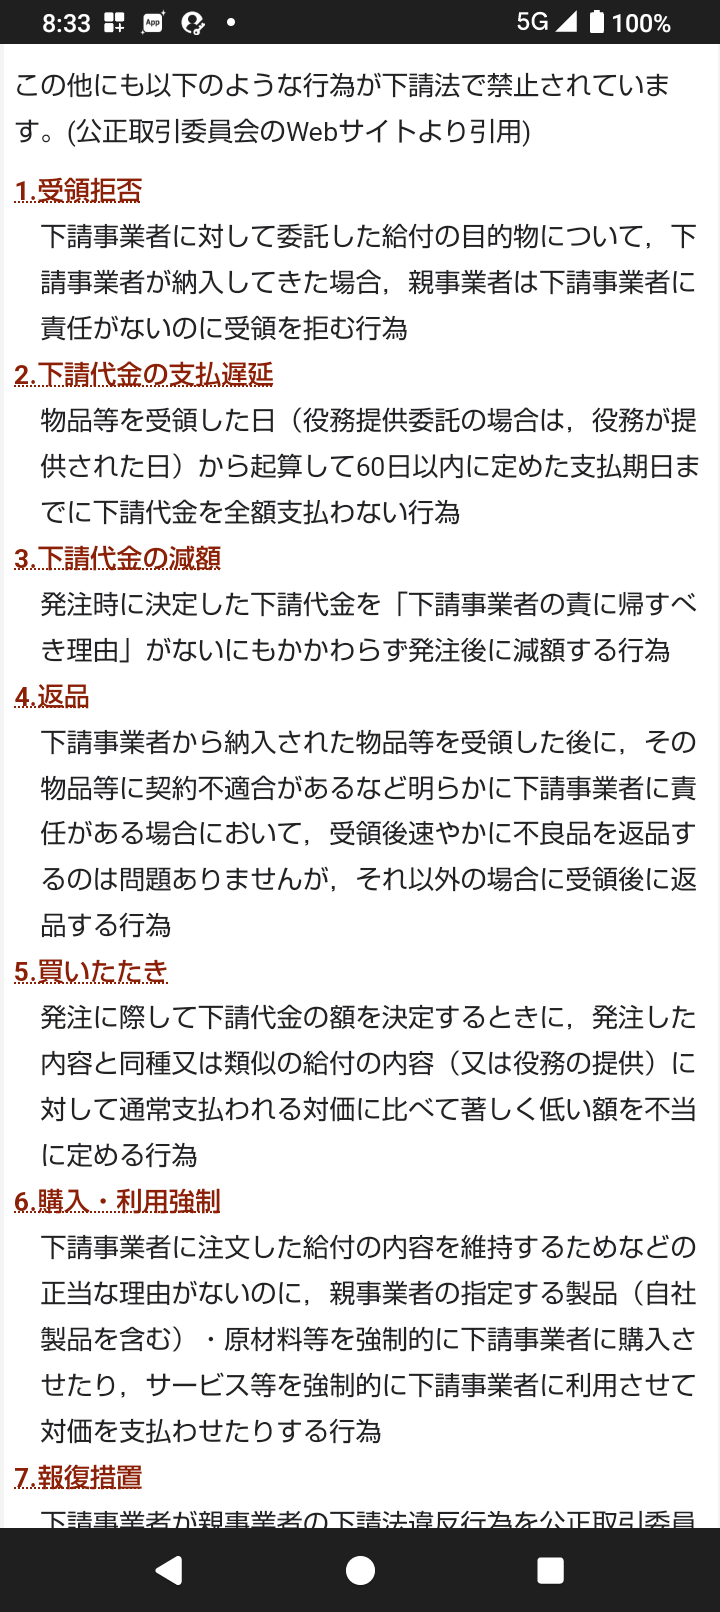 8:33
App
5G
100%
この他にも以下のような行為が下請法で禁止されていま
す。(公正取引委員会のWebサイトより引用)
1.受領拒否
下請事業者に対して委託した給付の目的物について，下
請事業者が納入してきた場合，親事業者は下請事業者に
責任がないのに受領を拒む行為
2.下請代金の支払遅延
物品等を受領した日（役務提供委託の場合は，役務が提
供された日）から起算して60日以内に定めた支払期日ま
でに下請代金を全額支払わない行為
3.下請代金の減額
発注時に決定した下請代金を「下請事業者の責に帰すべ
き理由」がないにもかかわらず発注後に減額する行為
4.返品
下請事業者から納入された物品等を受領した後に，その
物品等に契約不適合があるなど明らかに下請事業者に責
任がある場合において，受領後速やかに不良品を返品す
るのは問題ありませんが，それ以外の場合に受領後に返
品する行為
5.買いたたき
発注に際して下請代金の額を決定するときに，発注した
内容と同種又は類似の給付の内容（又は役務の提供）に
対して通常支払われる対価に比べて著しく低い額を不当
に定める行為
6.購入・利用強制
下請事業者に注文した給付の内容を維持するためなどの
正当な理由がないのに，親事業者の指定する製品（自社
製品を含む）・原材料等を強制的に下請事業者に購入さ
せたり，サービス等を強制的に下請事業者に利用させて
対価を支払わせたりする行為
7.報復措置
下請事業者が親事業者の下請法違反行為を公正取引委員